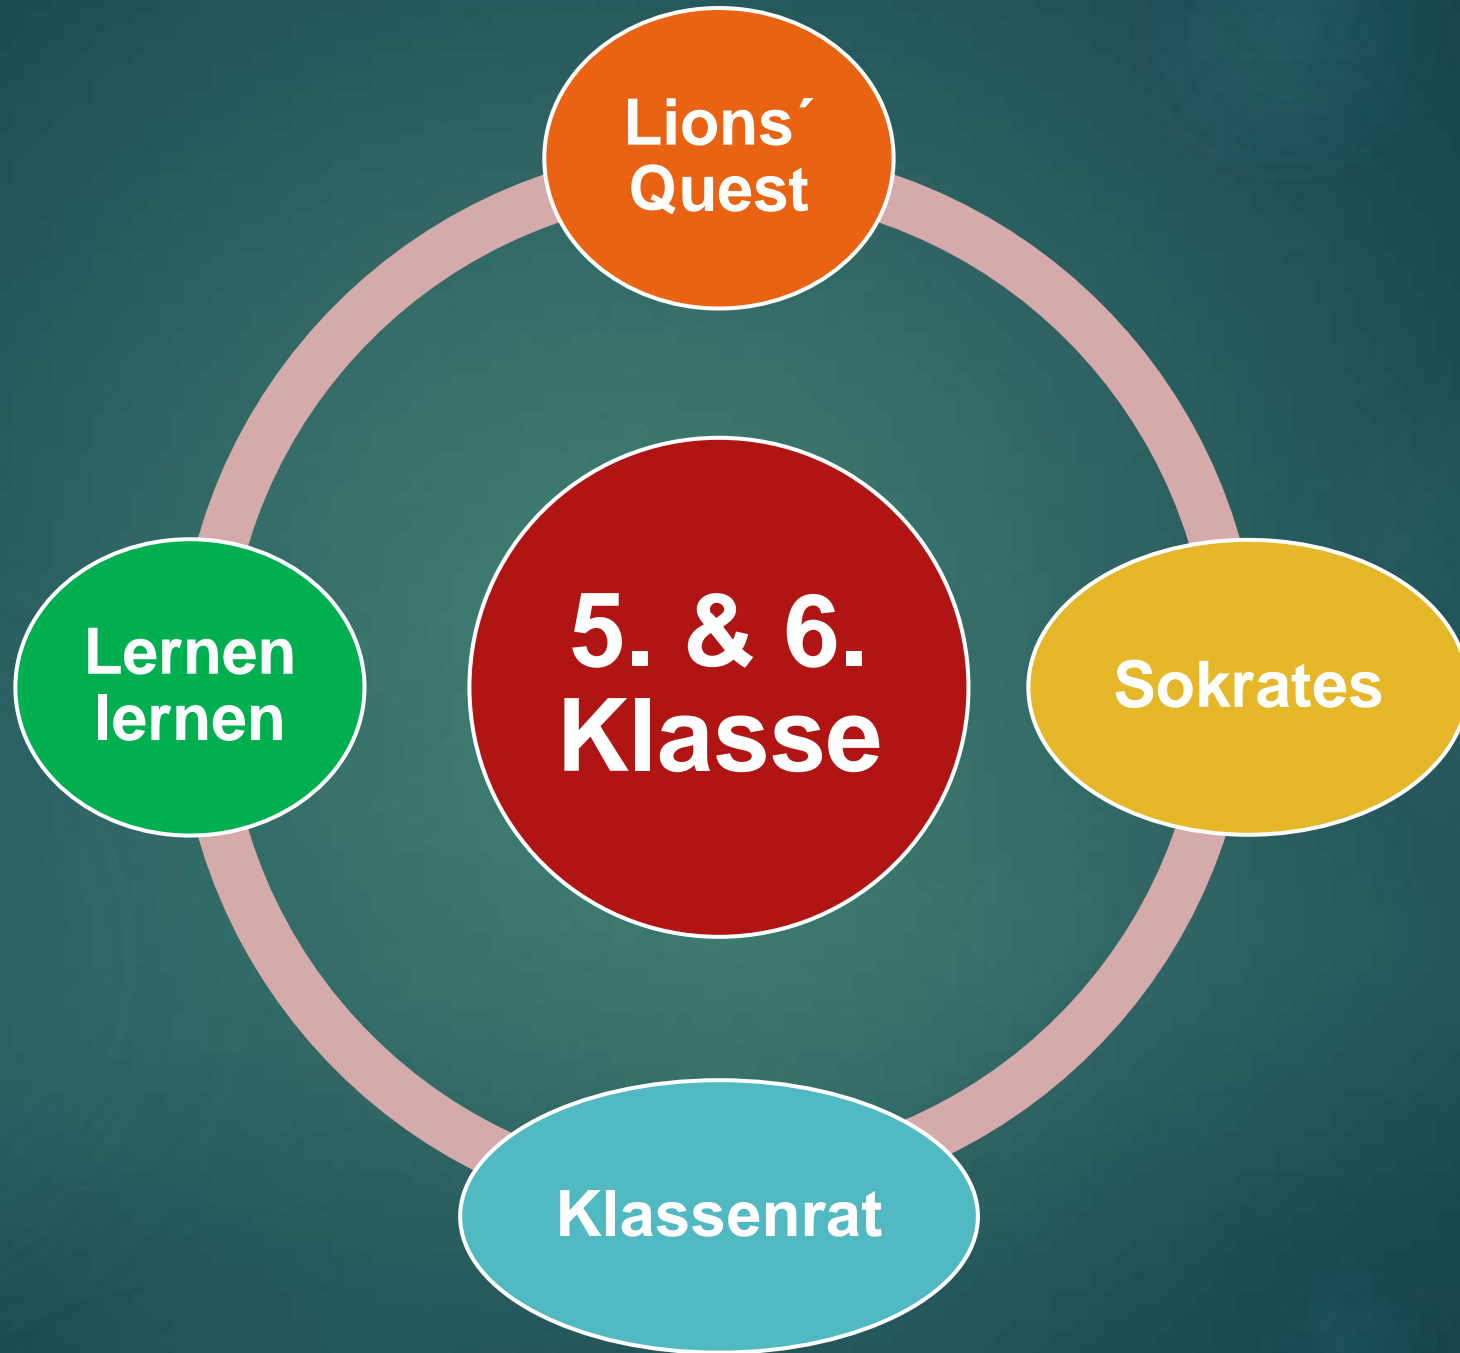 Lions´
Quest
Lernen
lernen
5. & 6.
Klasse
Sokrates
Klassenrat